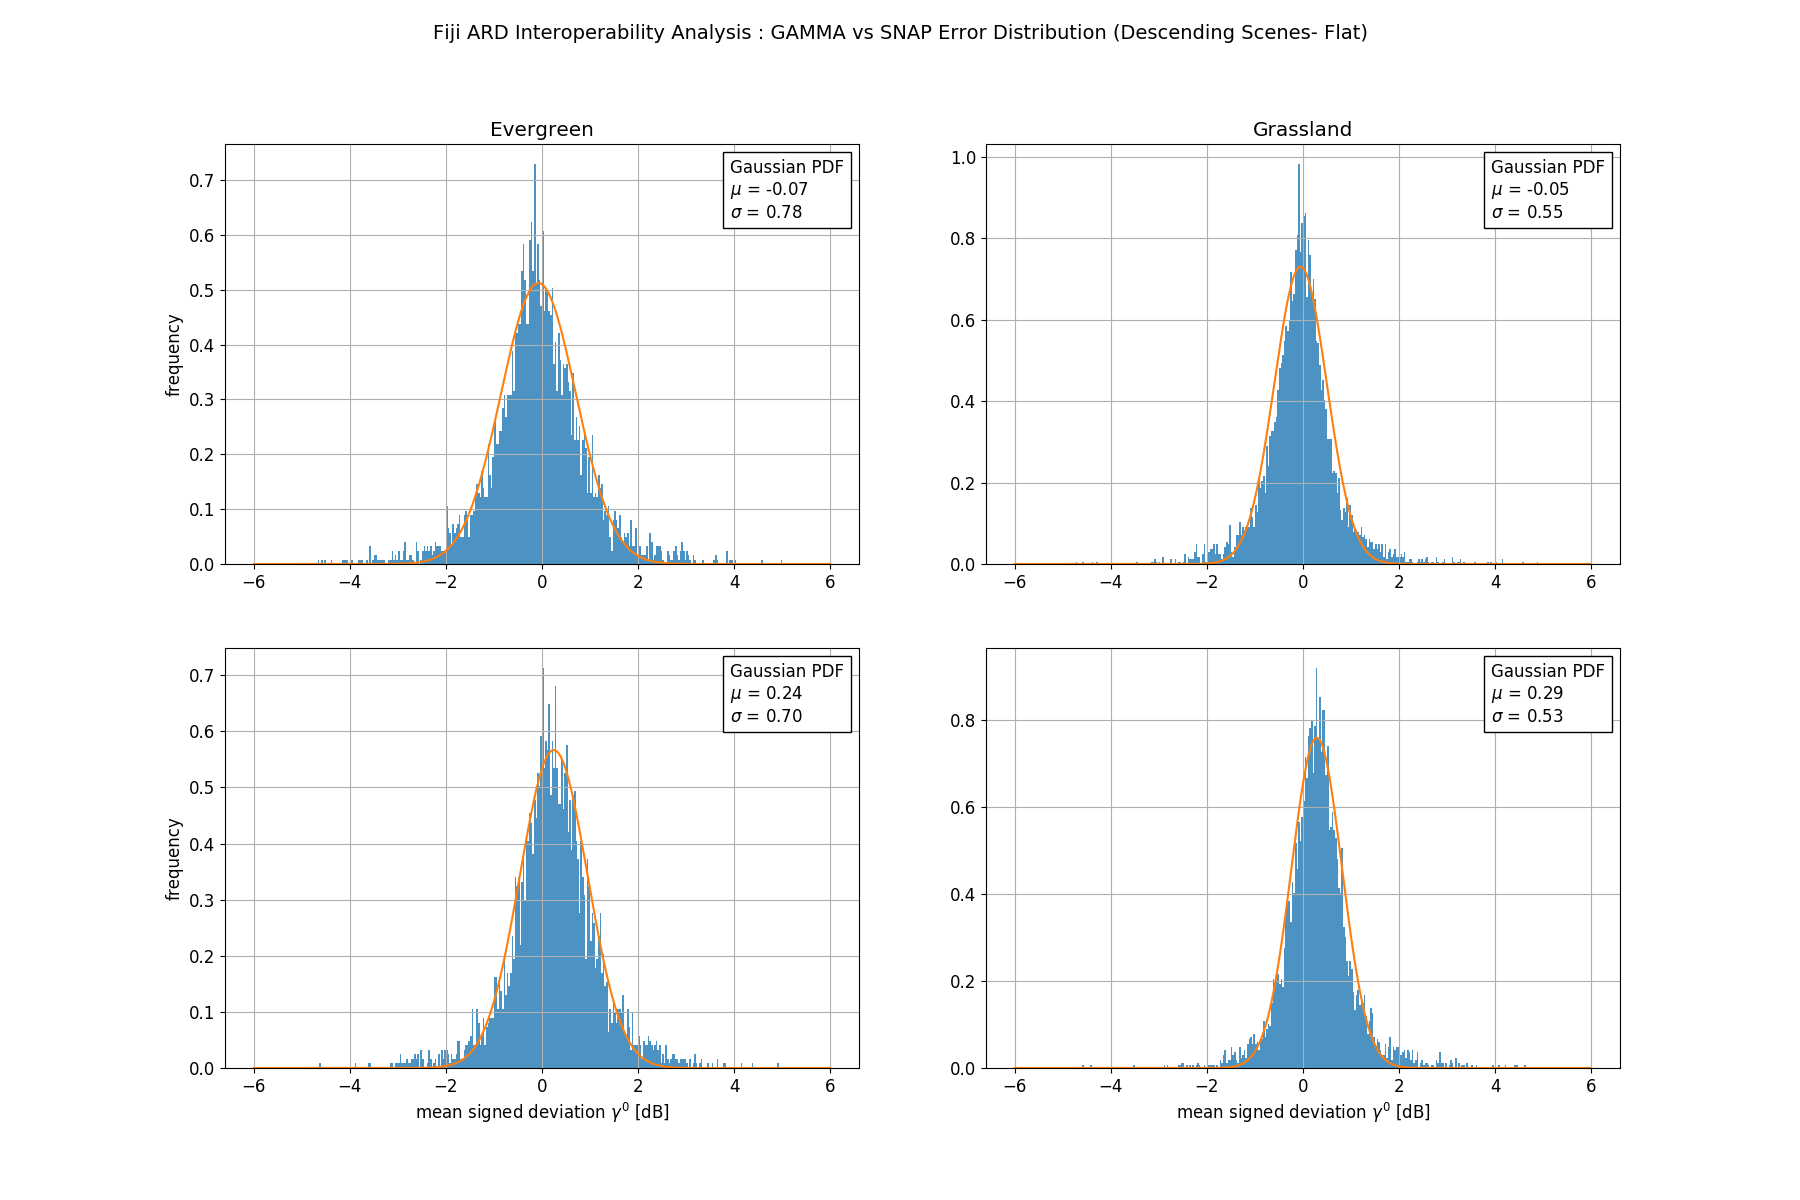 Fiji ARD Interoperability Analysis : GAMMA vs SNAP Error Distribution (Descending Scenes- Flat)
Evergreen
Gaussian PDF
μ = -0.07
σ = 0.78
frequency
0.7
0.6
0.5
0.4
0.3
0.2
0.1
0.0
−6 −4 −2 0 2 4 6
Grassland
Gaussian PDF
μ = -0.05
σ = 0.55
1.0
0.8
0.6
0.4
0.2
0.0
−6 −4 −2 0 2 4 6
Gaussian PDF
μ = 0.24
σ = 0.70
frequency
0.7
0.6
0.5
0.4
0.3
0.2
0.1
0.0
−6 −4 −2 0 2 4 6
mean signed deviation γ⁰ [dB]
Gaussian PDF
μ = 0.29
σ = 0.53
0.8
0.6
0.4
0.2
0.0
−6 −4 −2 0 2 4 6
mean signed deviation γ⁰ [dB]